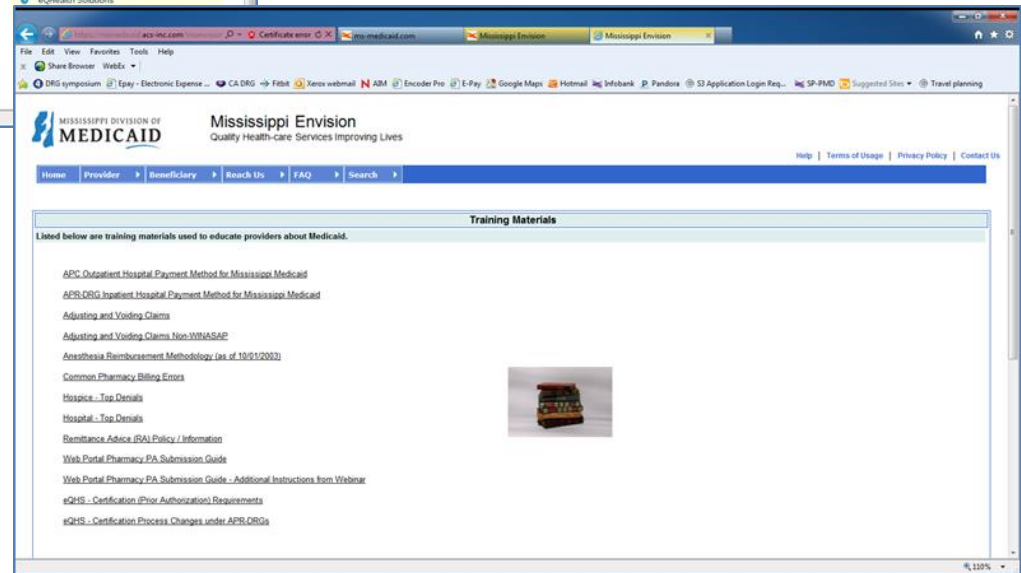 eQHealth Solutions
acs-inc.com
Certificate error
ms-medicaid.com
Mississippi Envision
Mississippi Envision
File Edit View Favorites Tools Help
x Share Browser WebEx
DRG symposium Epay - Electronic Expense ... CA DRG Fitbit Xerox webmail AIM Encoder Pro E-Pay Google Maps Hotmail Infobank Pandora S3 Application Login Req... SP-PMD Suggested Sites Travel planning
MISSISSIPPI DIVISION OF
MEDICAID
Mississippi Envision
Quality Health-care Services Improving Lives
Help | Terms of Usage | Privacy Policy | Contact Us
Home Provider Beneficiary Reach Us FAQ Search
Training Materials
Listed below are training materials used to educate providers about Medicaid.
APC Outpatient Hospital Payment Method for Mississippi Medicaid
APR-DRG Inpatient Hospital Payment Method for Mississippi Medicaid
Adjusting and Voiding Claims
Adjusting and Voiding Claims Non-WINASAP
Anesthesia Reimbursement Methodology (as of 10/01/2003)
Common Pharmacy Billing Errors
Hospice - Top Denials
Hospital - Top Denials
Remittance Advice (RA) Policy / Information
Web Portal Pharmacy PA Submission Guide
Web Portal Pharmacy PA Submission Guide - Additional Instructions from Webinar
eQHS - Certification (Prior Authorization) Requirements
eQHS - Certification Process Changes under APR-DRGs
110%